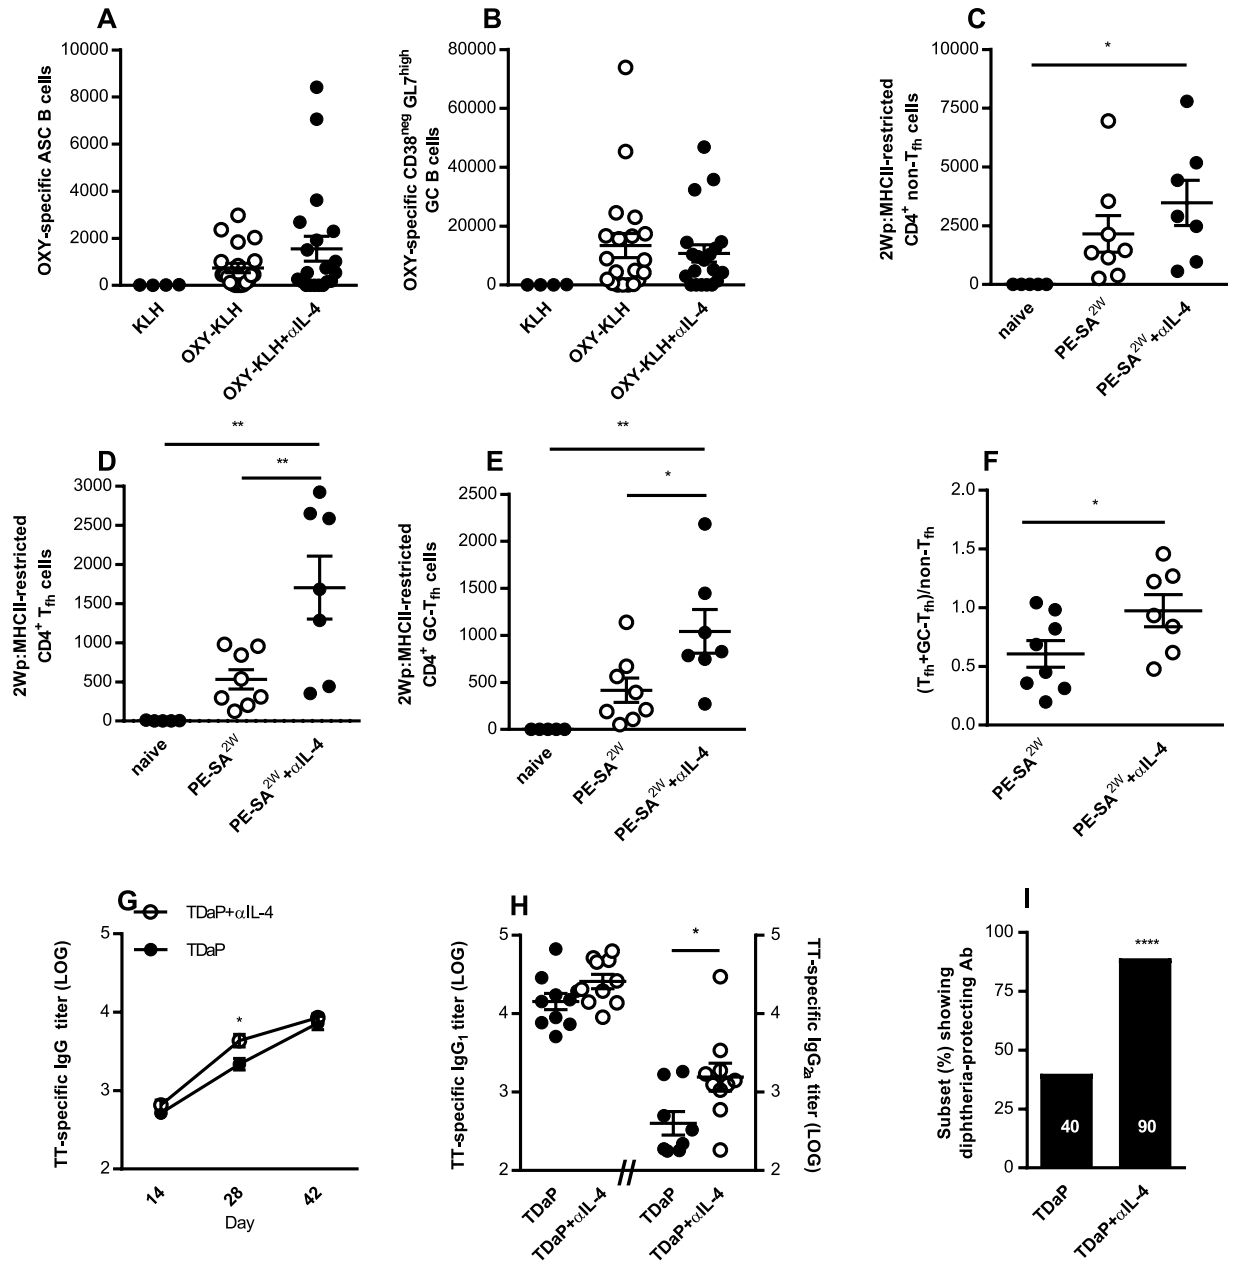 A
OXY-specific ASC B cells
10000
8000
6000
4000
2000
0
KLH
OXY-KLH
OXY-KLH+αIL-4
B
OXY-specific CD38neg GL7high
GC B cells
80000
60000
40000
20000
0
KLH
OXY-KLH
OXY-KLH+αIL-4
C
2Wp:MHCII-restricted
CD4+ non-Tfh cells
10000
7500
5000
2500
0
*
naive
PE-SA2W
PE-SA2W+αIL-4
D
2Wp:MHCII-restricted
CD4+ Tfh cells
3000
2500
2000
1500
1000
500
0
**
**
naive
PE-SA2W
PE-SA2W+αIL-4
E
2Wp:MHCII-restricted
CD4+ GC-Tfh cells
2500
2000
1500
1000
500
0
**
*
naive
PE-SA2W
PE-SA2W+αIL-4
F
(Tfh+GC-Tfh)/non-Tfh
2.0
1.5
1.0
0.5
0.0
*
PE-SA2W
PE-SA2W+αIL-4
G
TDaP+αIL-4
TDaP
TT-specific IgG titer (LOG)
5
4
3
2
*
14
28
42
Day
H
TT-specific IgG1 titer (LOG)
5
4
3
2
*
5
4
3
2
TT-specific IgG2a titer (LOG)
TDaP
TDaP+αIL-4
TDaP
TDaP+αIL-4
I
Subset (%) showing
diphtheria-protecting Ab
100
75
50
25
0
****
40
90
TDaP
TDaP+αIL-4